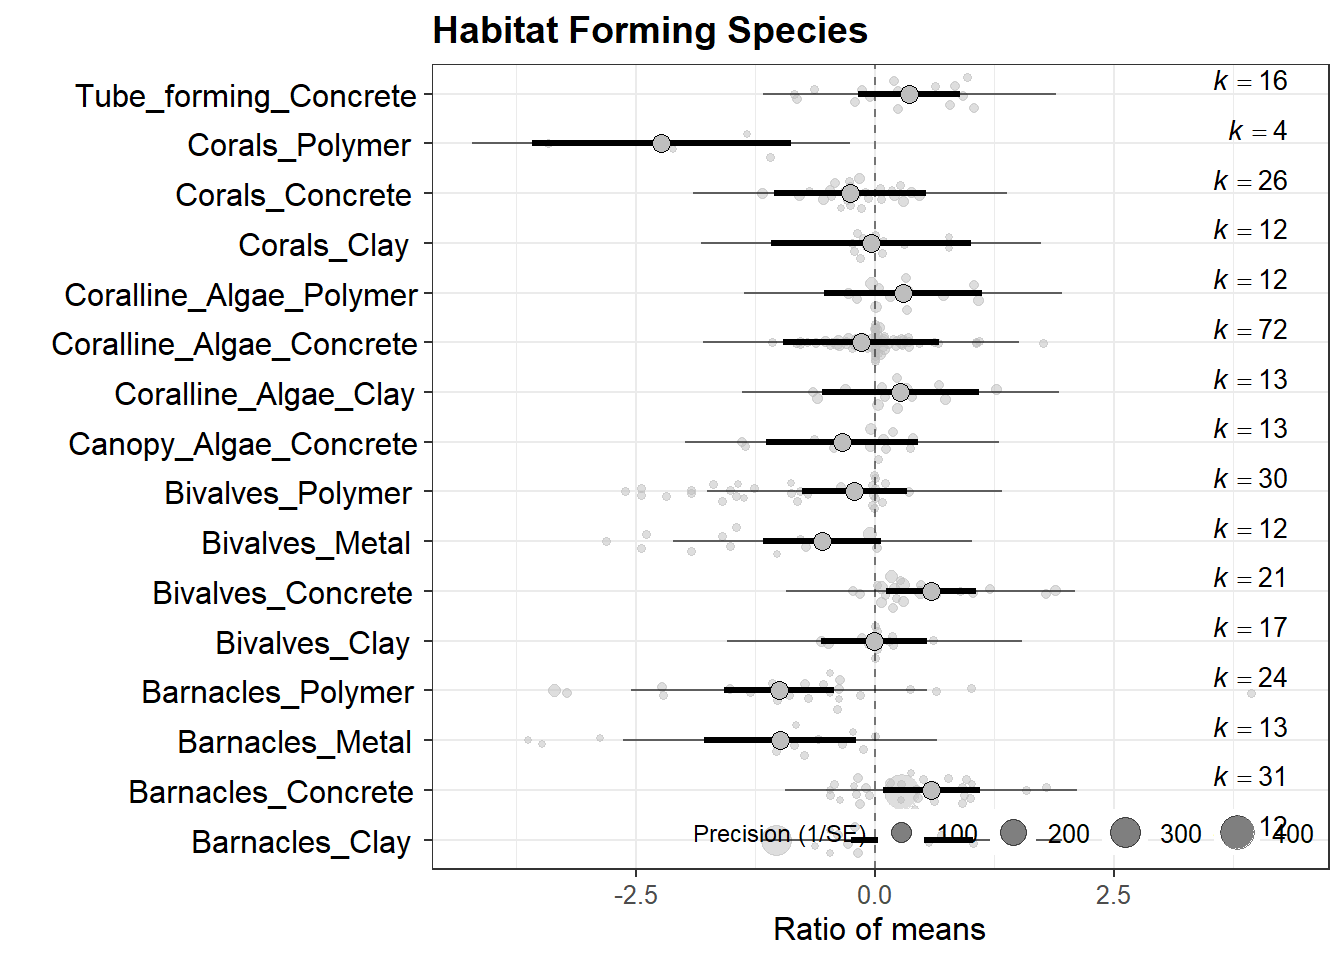 Habitat Forming Species
Tube_forming_Concrete k = 16
Corals_Polymer k = 4
Corals_Concrete k = 26
Corals_Clay k = 12
Coralline_Algae_Polymer k = 12
Coralline_Algae_Concrete k = 72
Coralline_Algae_Clay k = 13
Canopy_Algae_Concrete k = 13
Bivalves_Polymer k = 30
Bivalves_Metal k = 12
Bivalves_Concrete k = 21
Bivalves_Clay k = 17
Barnacles_Polymer k = 24
Barnacles_Metal k = 13
Barnacles_Concrete k = 31
Barnacles_Clay 12
Precision (1/SE) 100 200 300 400
-2.5 0.0 2.5
Ratio of means